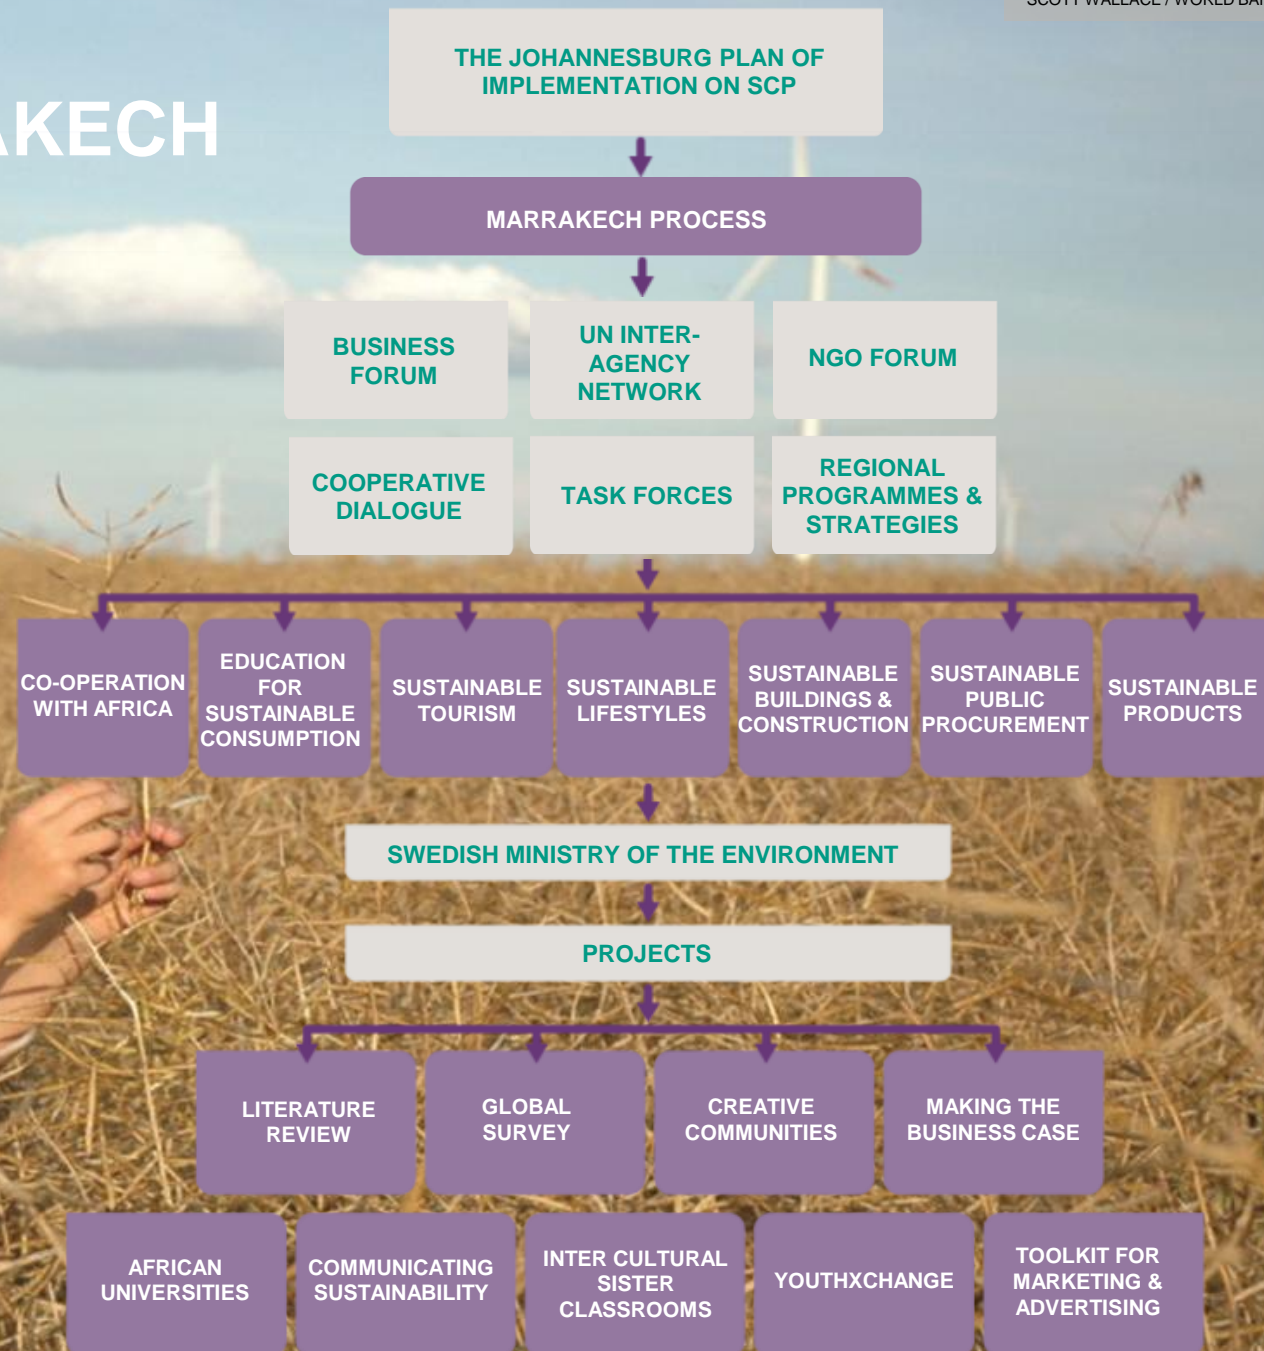 SCOTT WALLACE / WORLD
THE JOHANNESBURG PLAN OF
IMPLEMENTATION ON SCP
AKECH
MARRAKECH PROCESS
BUSINESS
FORUM
UN INTER-
AGENCY
NETWORK
NGO FORUM
COOPERATIVE
DIALOGUE
TASK FORCES
REGIONAL
PROGRAMMES &
STRATEGIES
CO-OPERATION
WITH AFRICA
EDUCATION
FOR
SUSTAINABLE
CONSUMPTION
SUSTAINABLE
TOURISM
SUSTAINABLE
LIFESTYLES
SUSTAINABLE
BUILDINGS &
CONSTRUCTION
SUSTAINABLE
PUBLIC
PROCUREMENT
SUSTAINABLE
PRODUCTS
SWEDISH MINISTRY OF THE ENVIRONMENT
PROJECTS
LITERATURE
REVIEW
GLOBAL
SURVEY
CREATIVE
COMMUNITIES
MAKING THE
BUSINESS CASE
AFRICAN
UNIVERSITIES
COMMUNICATING
SUSTAINABILITY
INTER CULTURAL
SISTER
CLASSROOMS
YOUTHXCHANGE
TOOLKIT FOR
MARKETING &
ADVERTISING